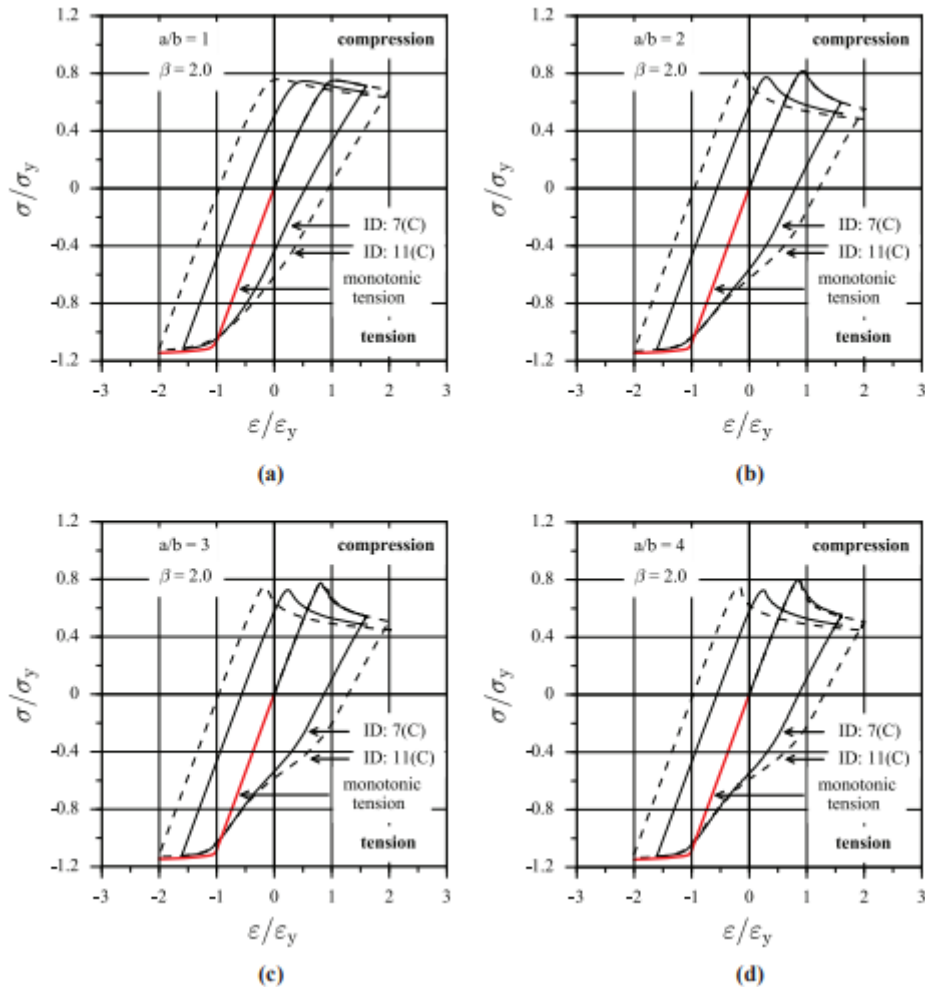 1.2
a/b = 1
compression
β = 2.0
0.8
0.4
σ/σy
0
ID: 7(C)
-0.4
ID: 11(C)
monotonic
tension
-0.8
tension
-1.2
-3 -2 -1 0 1 2 3
ε/εy
(a)
1.2
a/b = 2
compression
β = 2.0
0.8
0.4
σ/σy
0
ID: 7(C)
-0.4
ID: 11(C)
monotonic
tension
-0.8
tension
-1.2
-3 -2 -1 0 1 2 3
ε/εy
(b)
1.2
a/b = 3
compression
β = 2.0
0.8
0.4
σ/σy
0
ID: 7(C)
-0.4
ID: 11(C)
monotonic
tension
-0.8
tension
-1.2
-3 -2 -1 0 1 2 3
ε/εy
(c)
1.2
a/b = 4
compression
β = 2.0
0.8
0.4
σ/σy
0
ID: 7(C)
-0.4
ID: 11(C)
monotonic
tension
-0.8
tension
-1.2
-3 -2 -1 0 1 2 3
ε/εy
(d)